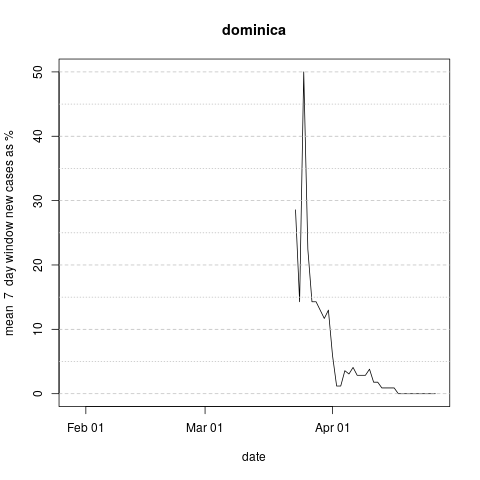 dominica
mean  7  day window new cases as %
50
40
30
20
10
0
Feb 01
Mar 01
Apr 01
date